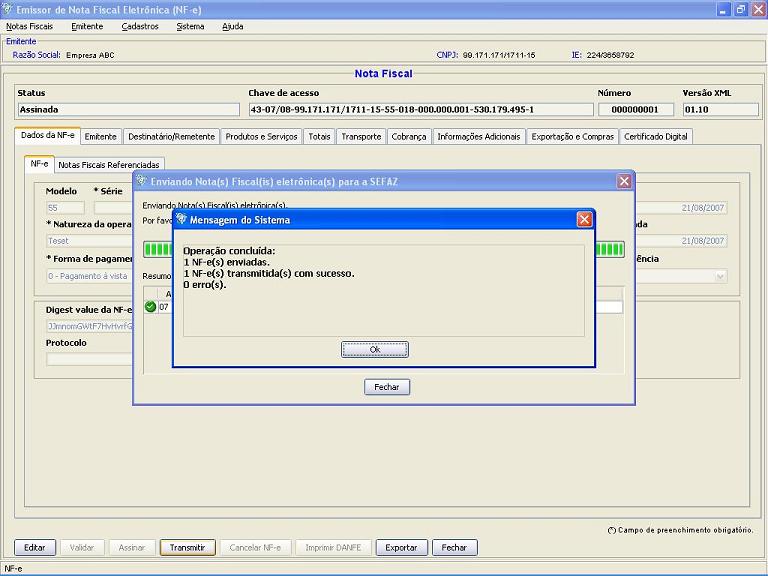 Emissor de Nota Fiscal Eletrônica (NF-e)
Notas Fiscais Emitente Cadastros Sistema Ajuda
Emitente
Razão Social: Empresa ABC CNPJ: 99.171.171/1711-15 IE: 224/3658792
Nota Fiscal
Status Chave de acesso Número Versão XML
Assinada 43-07/08-99.171.171/1711-15-55-018-000.000.001-530.179.495-1 000000001 01.10
Dados da NF-e Emitente Destinatário/Remetente Produtos e Serviços Totais Transporte Cobrança Informações Adicionais Exportação e Compras Certificado Digital
NF-e Notas Fiscais Referenciadas
Enviando Nota(s) Fiscal(is) eletrônica(s) para a SEFAZ
Modelo * Série
Enviando Nota(s) Fiscal(is) eletrônica(s).
55 21/08/2007
Por favo
Mensagem do Sistema
* Natureza da opera
Teset 21/08/2007
Operação concluída:
1 NF-e(s) enviadas.
1 NF-e(s) transmitida(s) com sucesso.
0 erro(s).
* Forma de pagamen
0 - Pagamento à vista
Resumo
07
Digest value da NF-e
Protocolo
Ok
Fechar
(*) Campo de preenchimento obrigatório.
Editar Validar Assinar Transmitir Cancelar NF-e Imprimir DANFE Exportar Fechar
NF-e